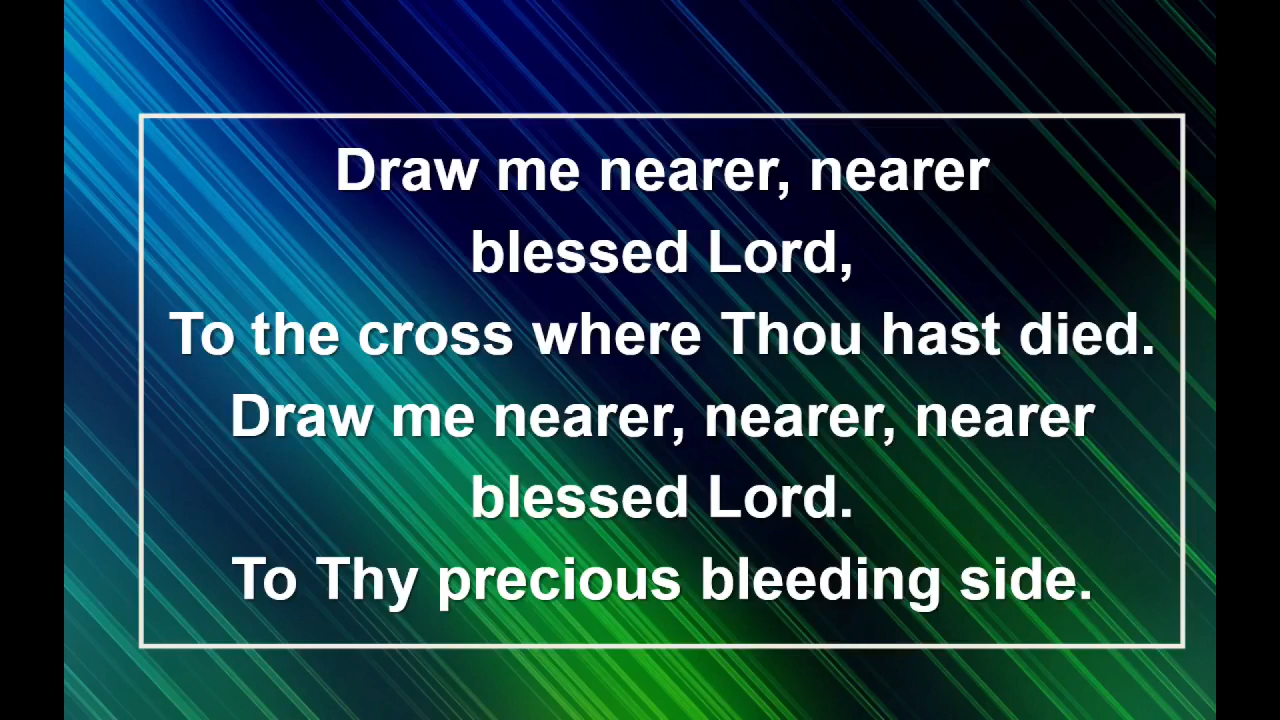 Draw me nearer, nearer
blessed Lord,
To the cross where Thou hast died.
Draw me nearer, nearer, nearer
blessed Lord.
To Thy precious bleeding side.